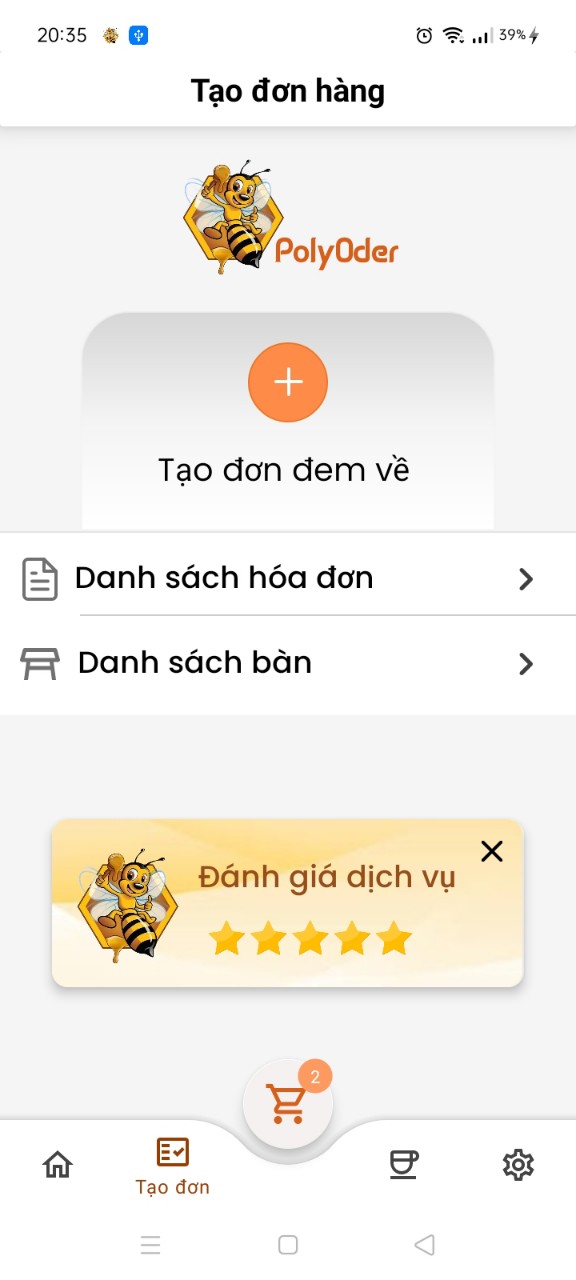 20:35
39%
Tạo đơn hàng
PolyOder
Tạo đơn đem về
Danh sách hóa đơn
Danh sách bàn
Đánh giá dịch vụ
2
Tạo đơn